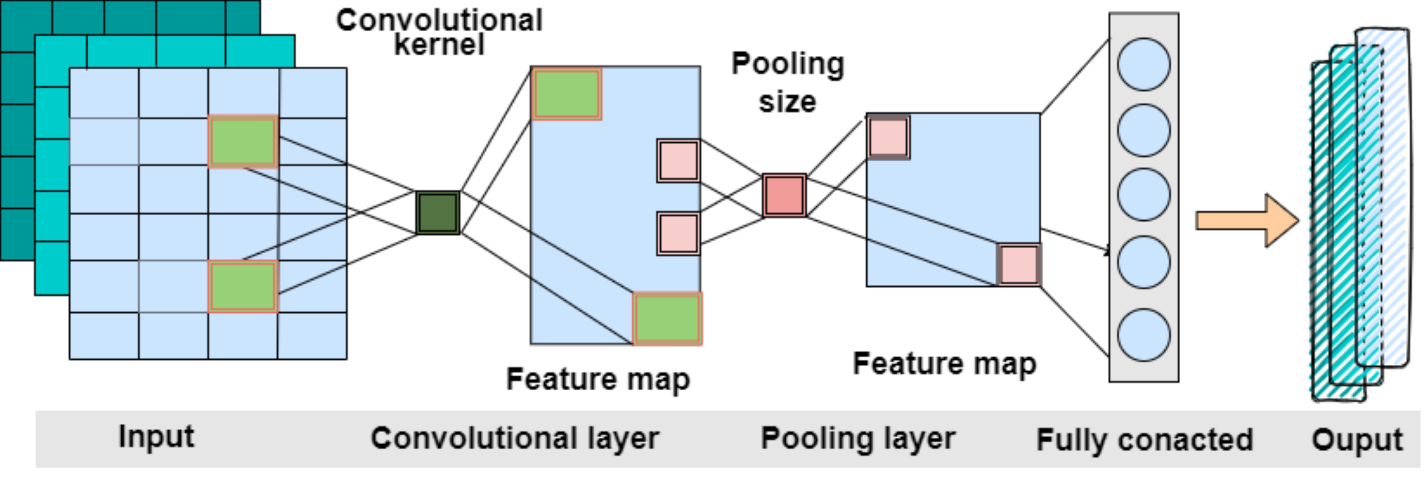 Convolutional
kernel
Pooling
size
Feature map
Feature map
Input
Convolutional layer
Pooling layer
Fully conacted
Ouput